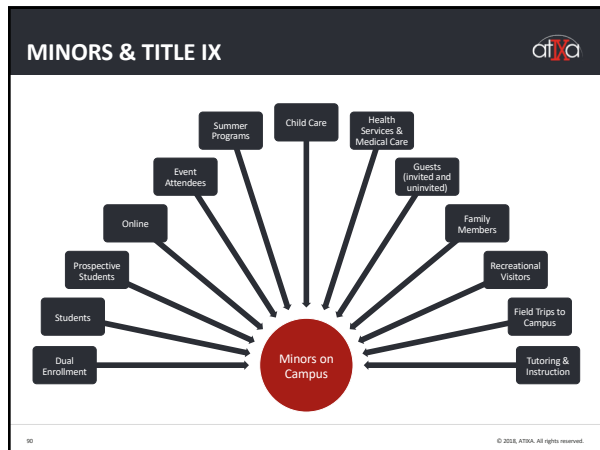 MINORS & TITLE IX
atIXa
Dual
Enrollment
Students
Prospective
Students
Online
Event
Attendees
Summer
Programs
Child Care
Health
Services &
Medical Care
Guests
(invited and
uninvited)
Family
Members
Recreational
Visitors
Field Trips to
Campus
Tutoring &
Instruction
Minors on
Campus
90
© 2018, ATIXA. All rights reserved.